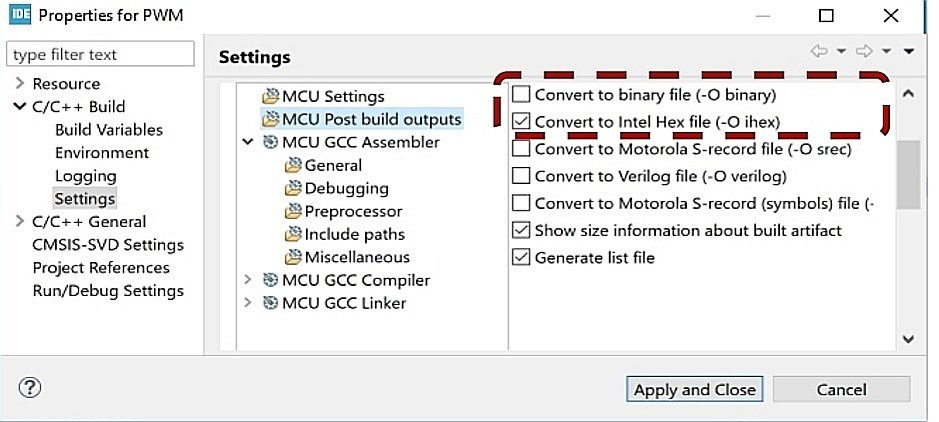 IDE Properties for PWM
type filter text
Resource
C/C++ Build
Build Variables
Environment
Logging
Settings
C/C++ General
CMSIS-SVD Settings
Project References
Run/Debug Settings
Settings
MCU Settings
MCU Post build outputs
MCU GCC Assembler
General
Debugging
Preprocessor
Include paths
Miscellaneous
MCU GCC Compiler
MCU GCC Linker
Convert to binary file (-O binary)
Convert to Intel Hex file (-O ihex)
Convert to Motorola S-record file (-O srec)
Convert to Verilog file (-O verilog)
Convert to Motorola S-record (symbols) file (-
Show size information about built artifact
Generate list file
?
Apply and Close
Cancel